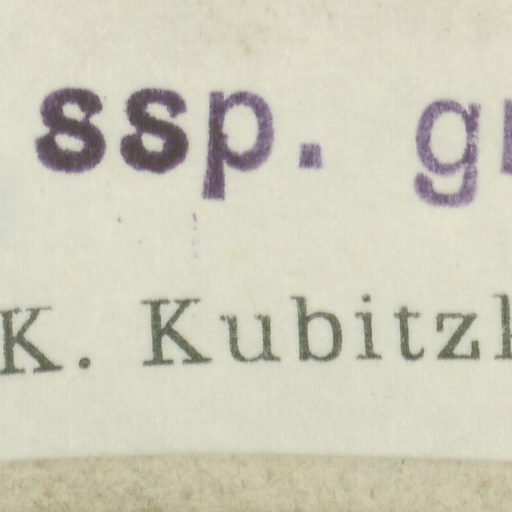 ssp. g
K. Kubitz